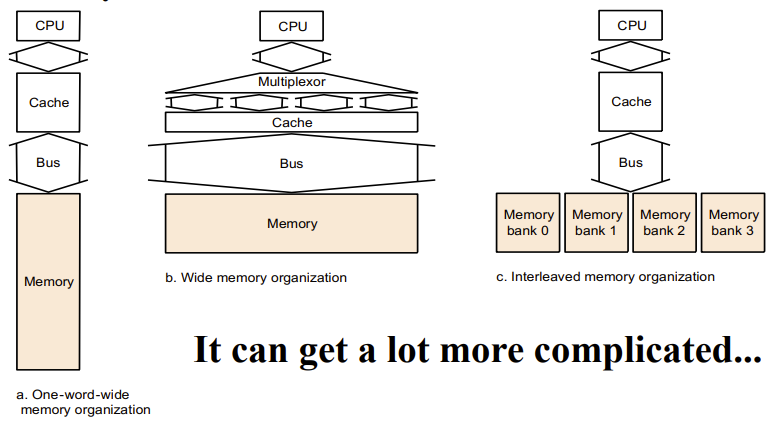 CPU
Cache
Bus
Memory
a. One-word-wide
memory organization
CPU
Multiplexor
Cache
Bus
Memory
b. Wide memory organization
CPU
Cache
Bus
Memory
bank 0
Memory
bank 1
Memory
bank 2
Memory
bank 3
c. Interleaved memory organization
It can get a lot more complicated...